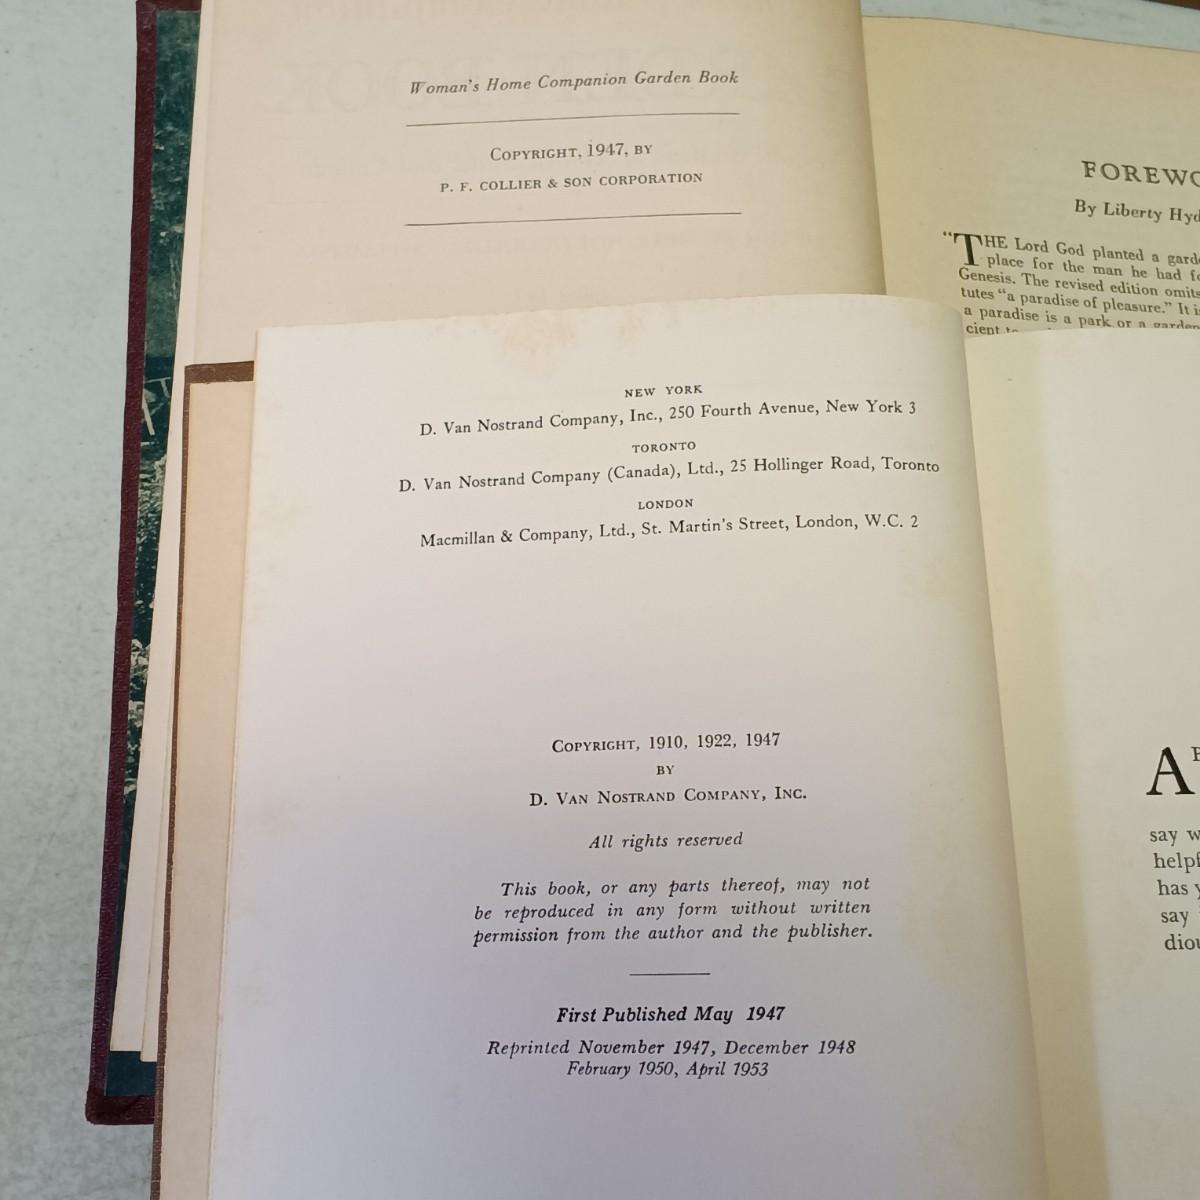 Woman's Home Companion Garden Book
COPYRIGHT, 1947, BY
P. F. COLLIER & SON CORPORATION
FOREWO
By Liberty Hyd
"THE Lord God planted a garde
place for the man he had fo
Genesis. The revised edition omits
tutes "a paradise of pleasure." It is
a paradise is a park or a garden
cient
NEW YORK
D. Van Nostrand Company, Inc., 250 Fourth Avenue, New York 3
TORONTO
D. Van Nostrand Company (Canada), Ltd., 25 Hollinger Road, Toronto
LONDON
Macmillan & Company, Ltd., St. Martin's Street, London, W.C. 2
COPYRIGHT, 1910, 1922, 1947
BY
D. VAN NOSTRAND COMPANY, INC.
All rights reserved
This book, or any parts thereof, may not
be reproduced in any form without written
permission from the author and the publisher.
First Published May 1947
Reprinted November 1947, December 1948
February 1950, April 1953
A
say w
helpf
has y
say
diou